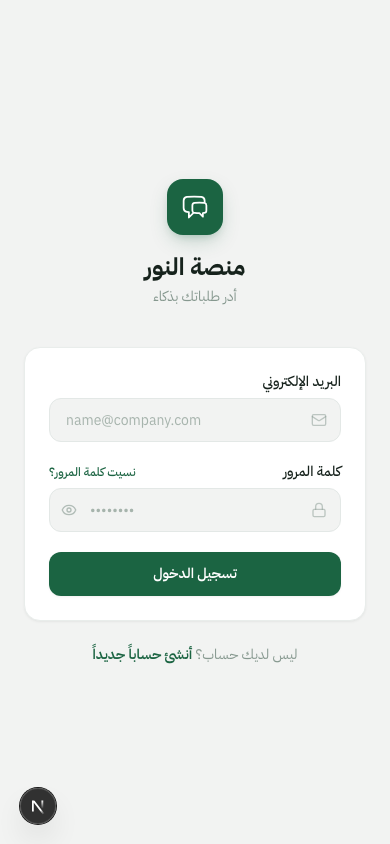 منصة النور
أدر طلباتك بذكاء
البريد الإلكتروني
name@company.com
كلمة المرور
نسيت كلمة المرور؟
••••••••
تسجيل الدخول
ليس لديك حساب؟ أنشئ حساباً جديداً
N